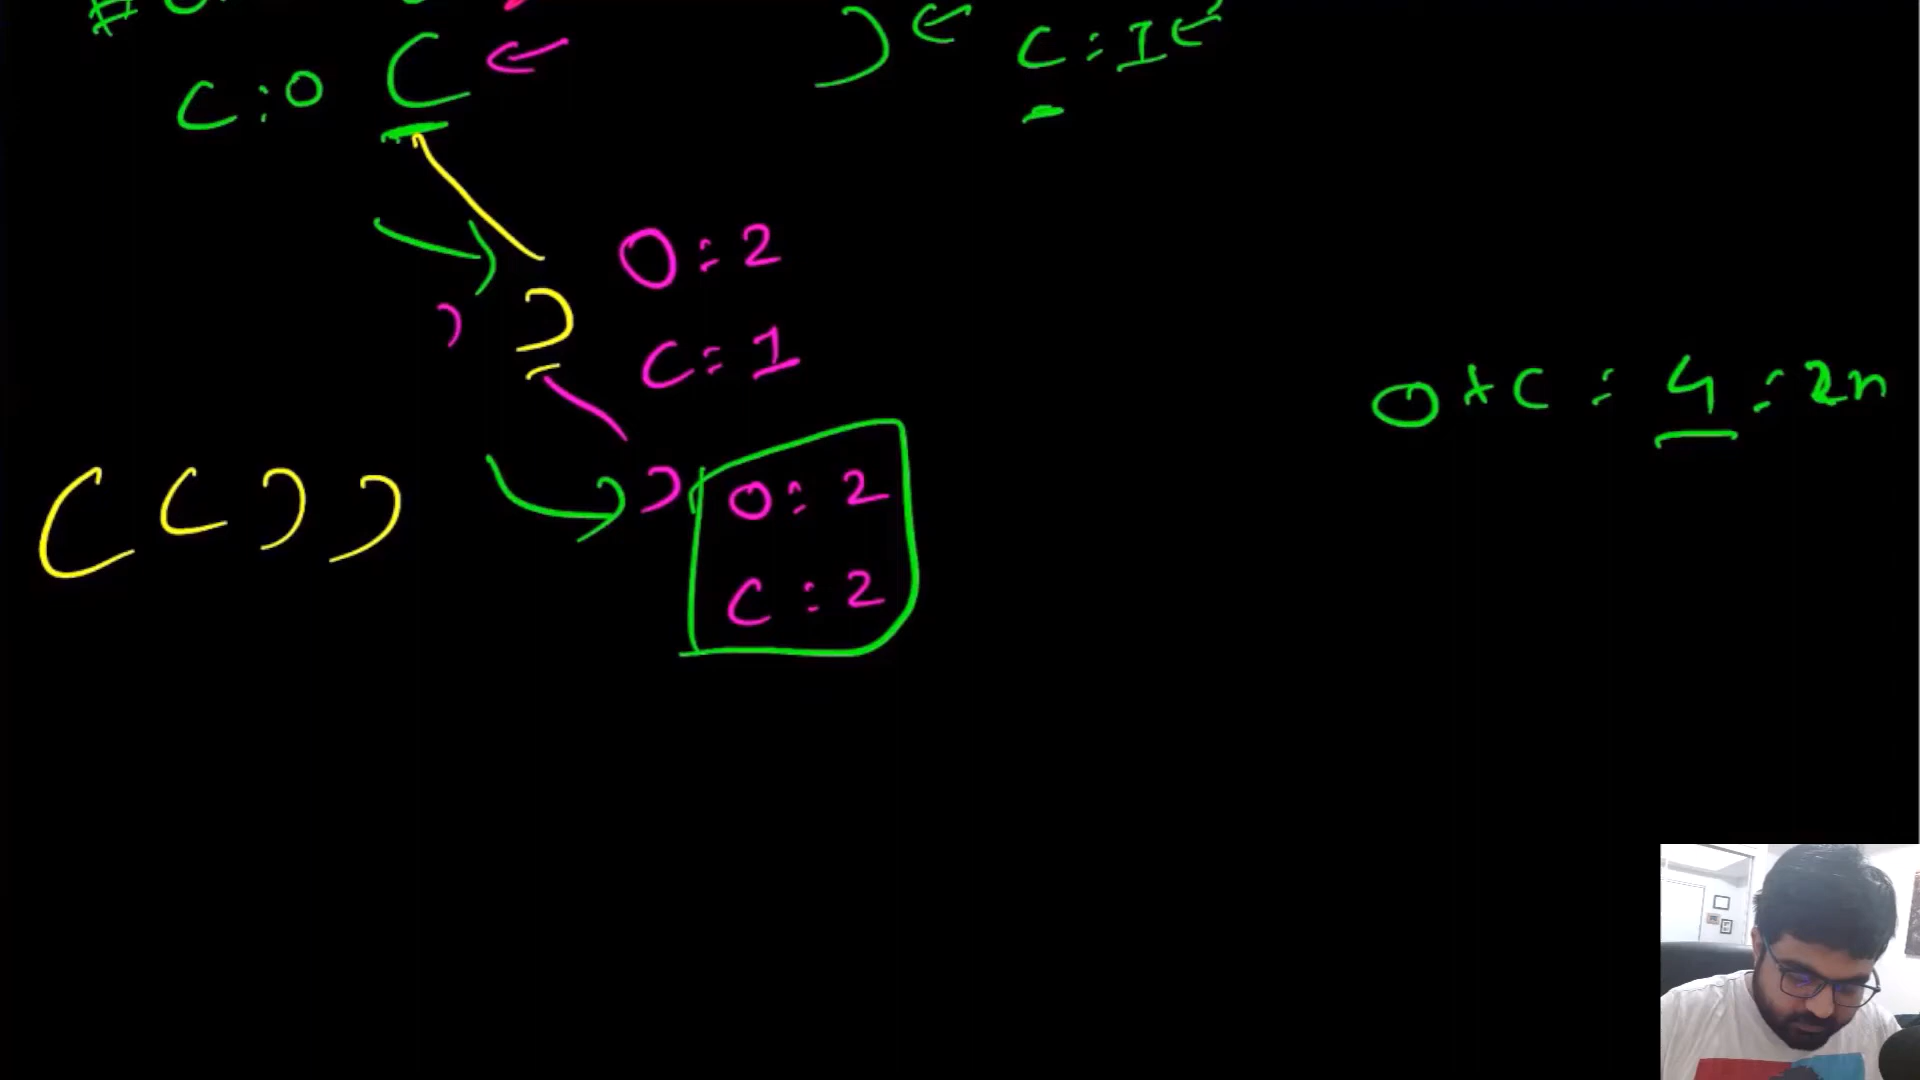 C:0 ( ) C:1
O:2
) ) C:1
O+C:4:2n
( ( ) ) ) O:2
C:2